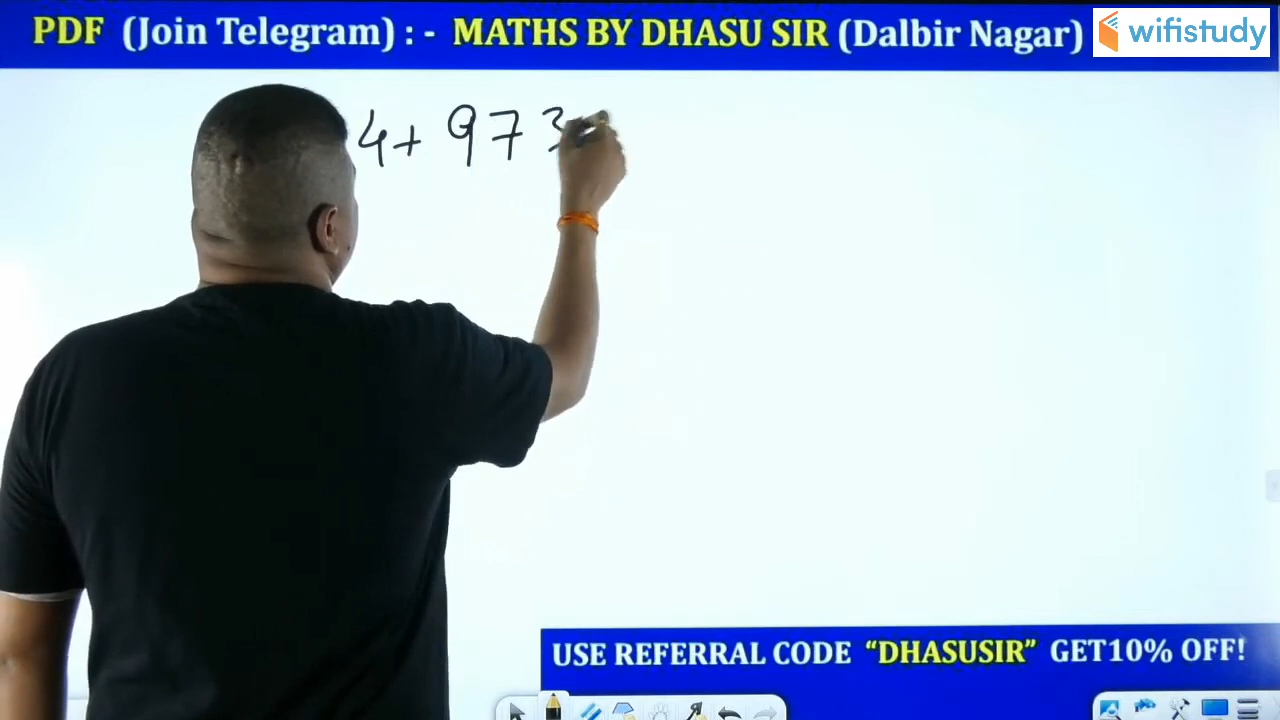 PDF (Join Telegram) : - MATHS BY DHASU SIR (Dalbir Nagar)
wifistudy
4+ 973
USE REFERRAL CODE “DHASUSIR” GET10% OFF!